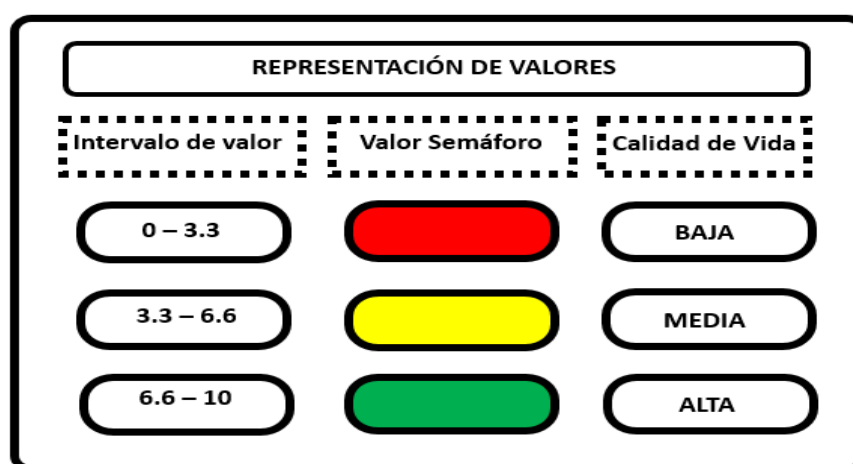 REPRESENTACIÓN DE VALORES
Intervalo de valor Valor Semáforo Calidad de Vida
0 – 3.3 BAJA
3.3 – 6.6 MEDIA
6.6 – 10 ALTA